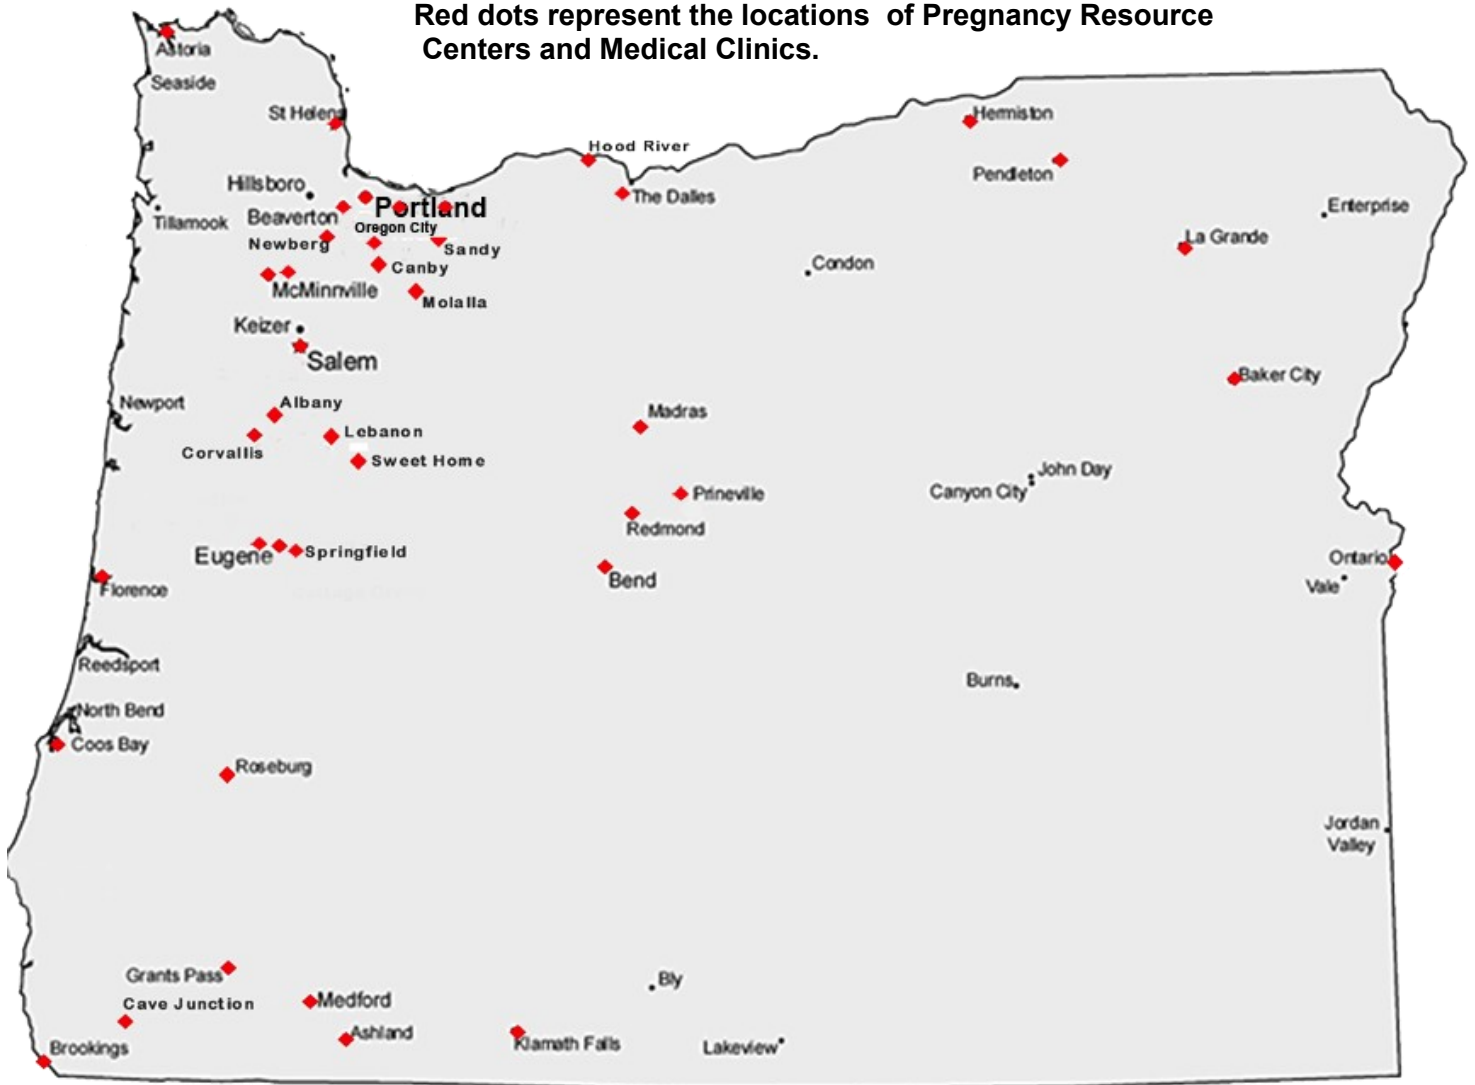 Red dots represent the locations of Pregnancy Resource
Centers and Medical Clinics.
Astoria
Seaside
St Helens
Hood River
Hermiston
Pendleton
Hillsboro
The Dalles
Portland
Beaverton
Tillamook
Enterprise
Oregon City
Newberg
Sandy
La Grande
Canby
Condon
McMinnville
Molalla
Keizer
Salem
Baker City
Newport
Albany
Madras
Lebanon
Corvallis
Sweet Home
John Day
Canyon City
Prineville
Redmond
Eugene
Springfield
Ontario
Bend
Vale
Florence
Reedsport
Burns
North Bend
Coos Bay
Roseburg
Jordan
Valley
Grants Pass
Bly
Cave Junction
Medford
Ashland
Klamath Falls
Lakeview
Brookings